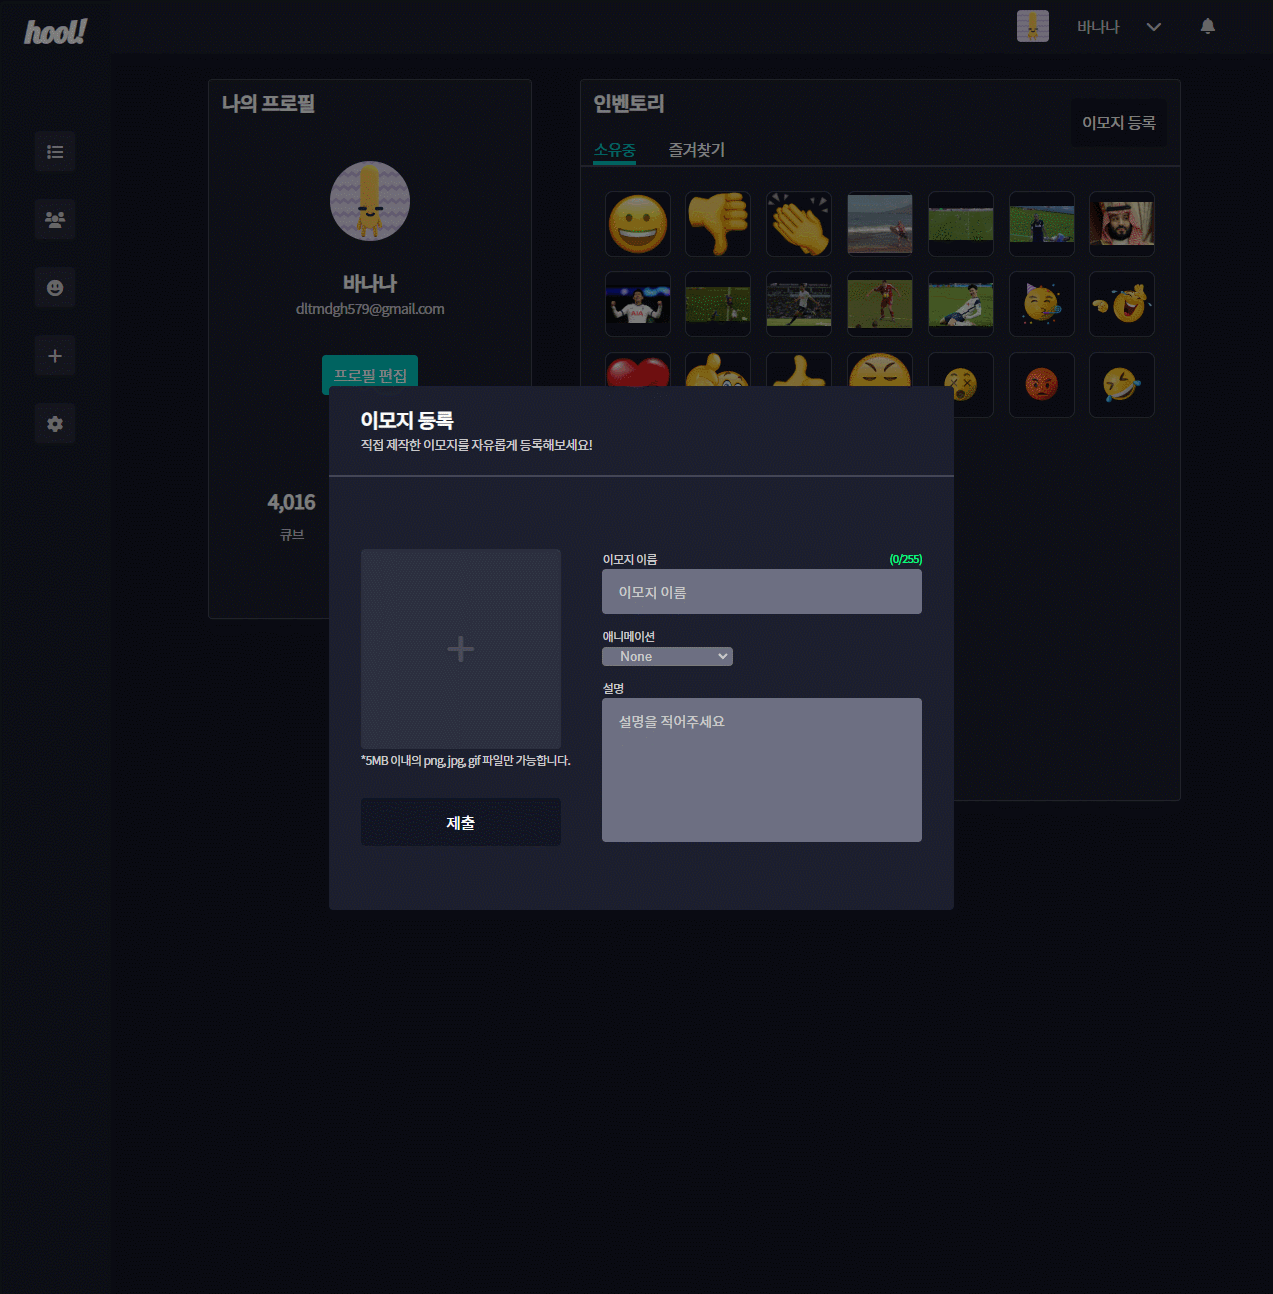 hool!
바나나
나의 프로필
바나나
dltmdgh579@gmail.com
프로필 편집
4,016
큐브
인벤토리
이모지 등록
소유중
즐겨찾기
이모지 등록
직접 제작한 이모지를 자유롭게 등록해보세요!
*5MB 이내의 png, jpg, gif 파일만 가능합니다.
제출
이모지 이름
(0/255)
이모지 이름
애니메이션
None
설명
설명을 적어주세요